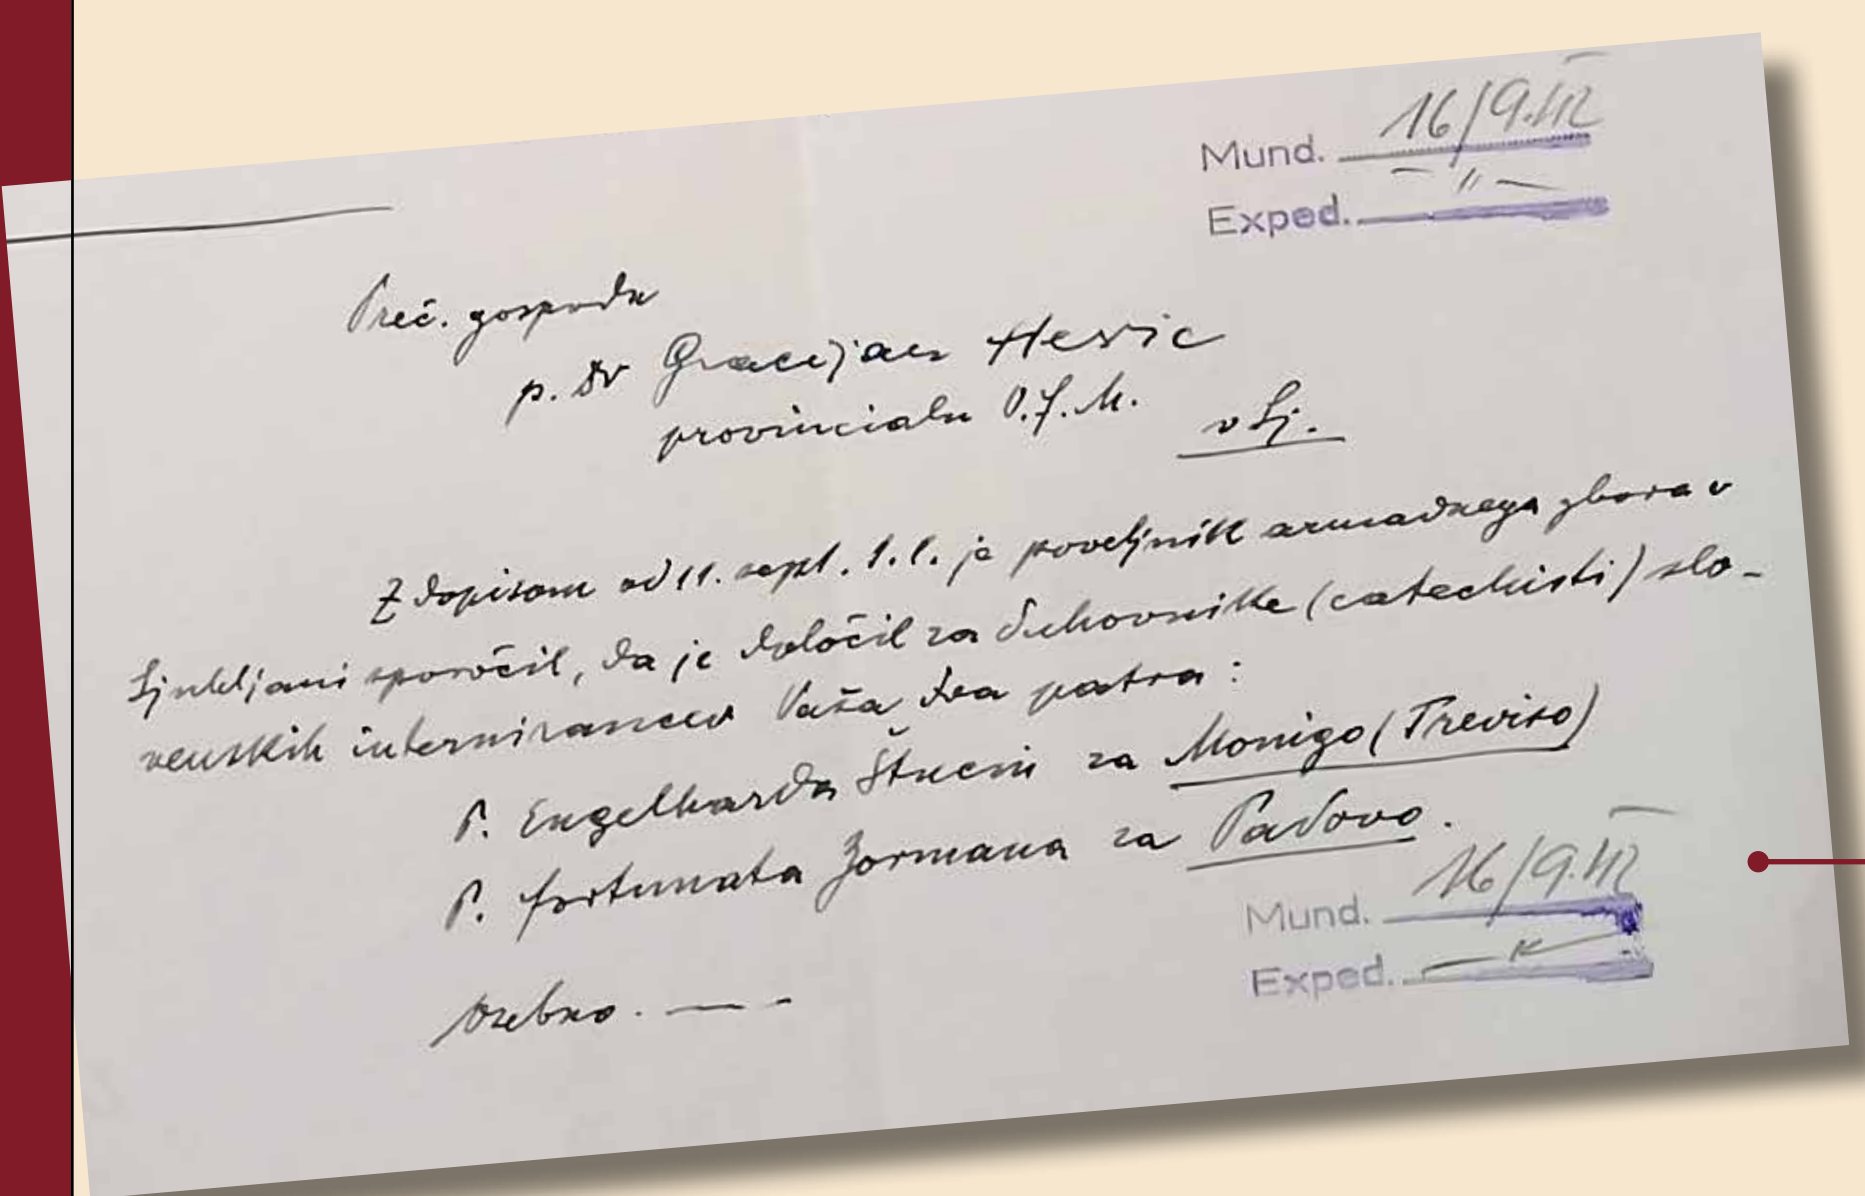 Mund. 16/9.42
Exped. — " —
Preč. gospodu
p. dr Gracijan Heric
provincialu O.F.M. v Lj.
Z dopisom od 11. sept. t.l. je poveljnik armadnega zbora v
Ljubljani sporočil, da je določil za duhovnike (catechisti) slo-
venskih internirancev Vaša dva patra:
P. Engelharda Štucin za Monigo (Treviso)
P. Fortunata Zormana za Padovo.
Mund. 16/9.42
Exped.
osebno. — -